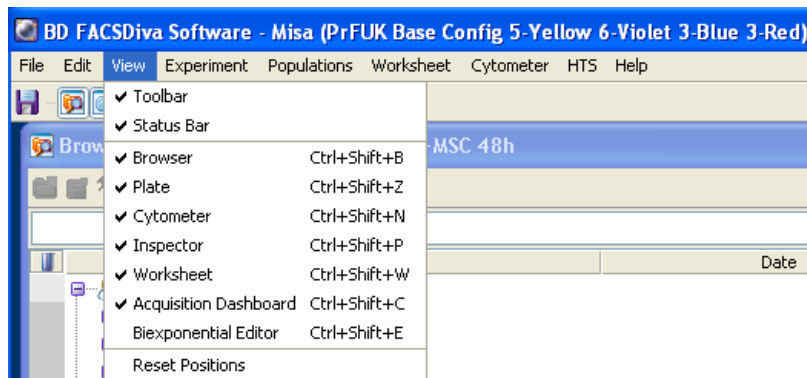 BD FACSDiva Software - Misa (PrFUK Base Config 5-Yellow 6-Violet 3-Blue 3-Red)
File Edit View Experiment Populations Worksheet Cytometer HTS Help
✔ Toolbar
✔ Status Bar
Brow -MSC 48h
✔ Browser Ctrl+Shift+B
✔ Plate Ctrl+Shift+Z
✔ Cytometer Ctrl+Shift+N
✔ Inspector Ctrl+Shift+P
✔ Worksheet Ctrl+Shift+W
Date
✔ Acquisition Dashboard Ctrl+Shift+C
Biexponential Editor Ctrl+Shift+E
Reset Positions